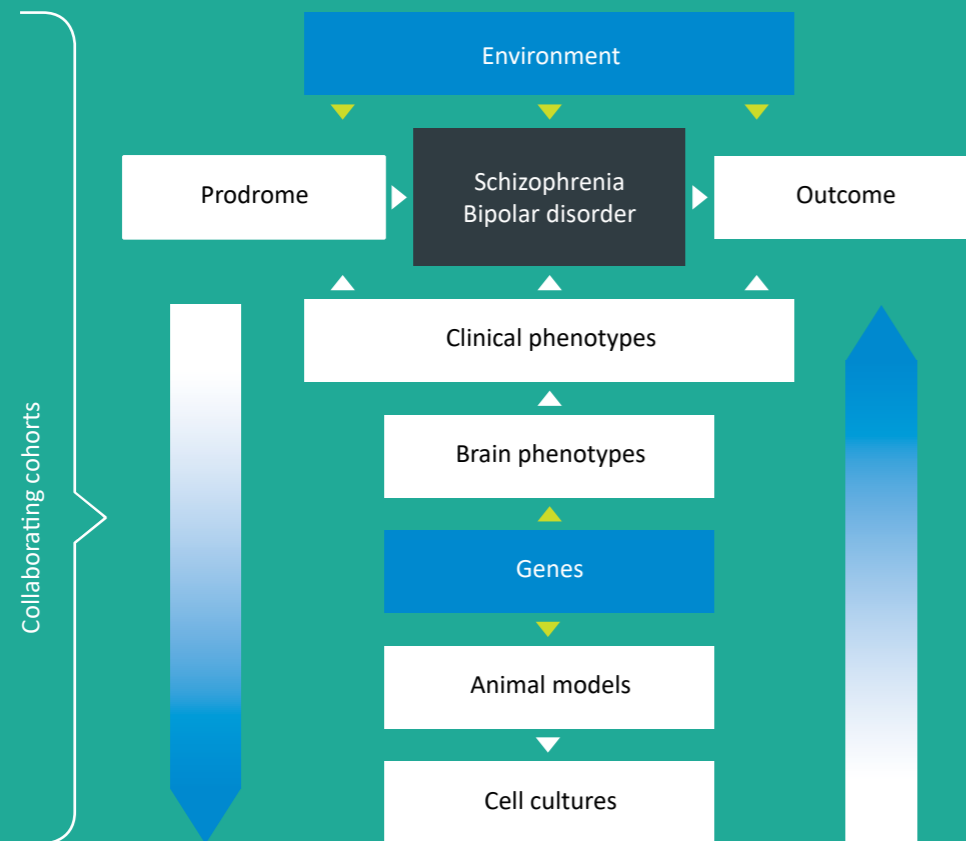 Environment
Prodrome
Schizophrenia
Bipolar disorder
Outcome
Clinical phenotypes
Brain phenotypes
Genes
Animal models
Cell cultures
Collaborating cohorts